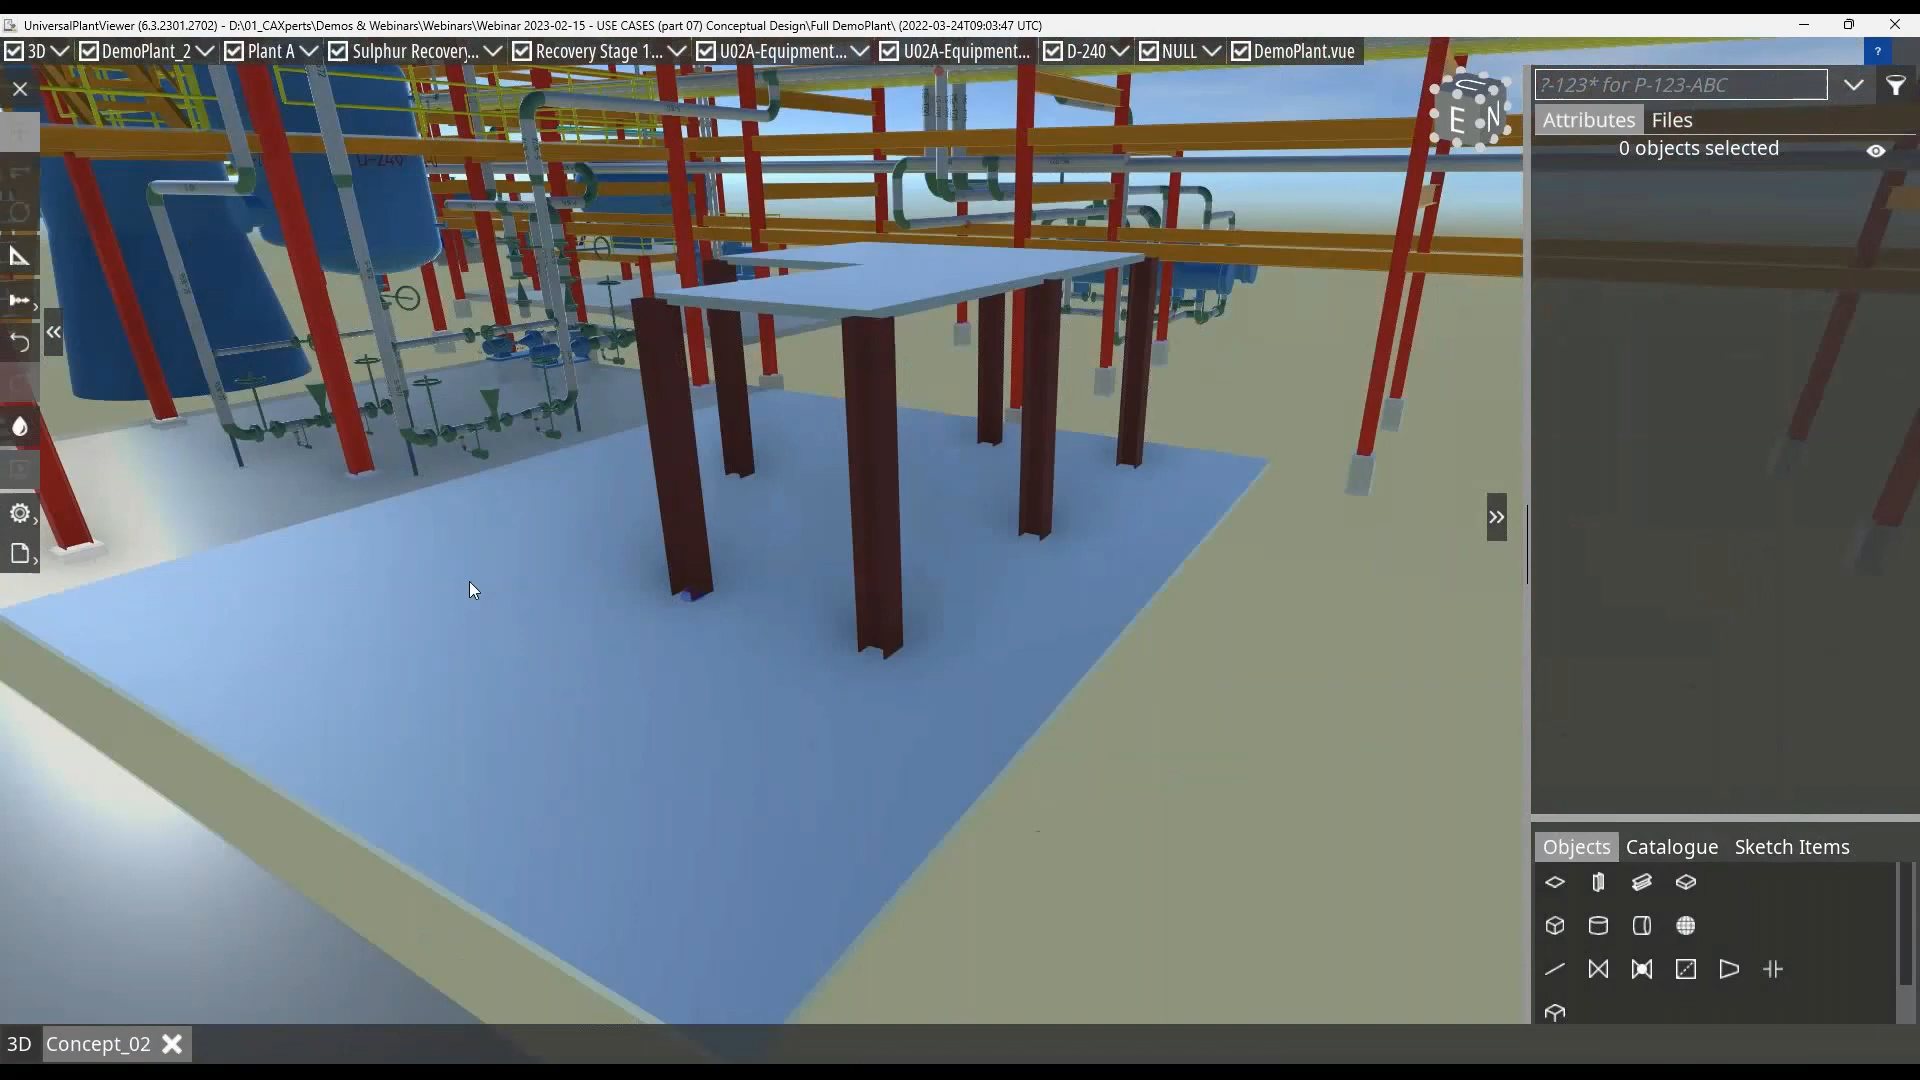 UniversalPlantViewer (6.3.2301.2702) - D:\01_CAXperts\Demos & Webinars\Webinars\Webinar 2023-02-15 - USE CASES (part 07) Conceptual Design\Full DemoPlant\ (2022-03-24T09:03:47 UTC)
3D DemoPlant_2 Plant A Sulphur Recovery... Recovery Stage 1... U02A-Equipment... U02A-Equipment... D-240 NULL DemoPlant.vue ?
?-123* for P-123-ABC
E N
Attributes Files
0 objects selected
Objects Catalogue Sketch Items
3D Concept_02